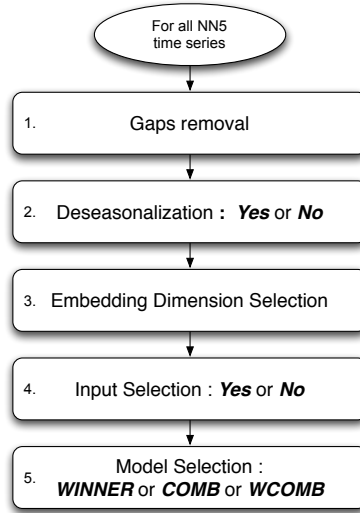 For all NN5
time series
1. Gaps removal
2. Deseasonalization : Yes or No
3. Embedding Dimension Selection
4. Input Selection : Yes or No
5. Model Selection :
WINNER or COMB or WCOMB